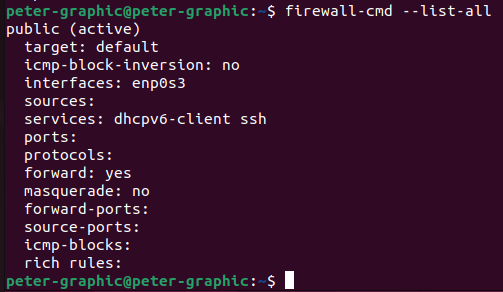 peter-graphic@peter-graphic:~$ firewall-cmd --list-all
public (active)
  target: default
  icmp-block-inversion: no
  interfaces: enp0s3
  sources:
  services: dhcpv6-client ssh
  ports:
  protocols:
  forward: yes
  masquerade: no
  forward-ports:
  source-ports:
  icmp-blocks:
  rich rules:
peter-graphic@peter-graphic:~$